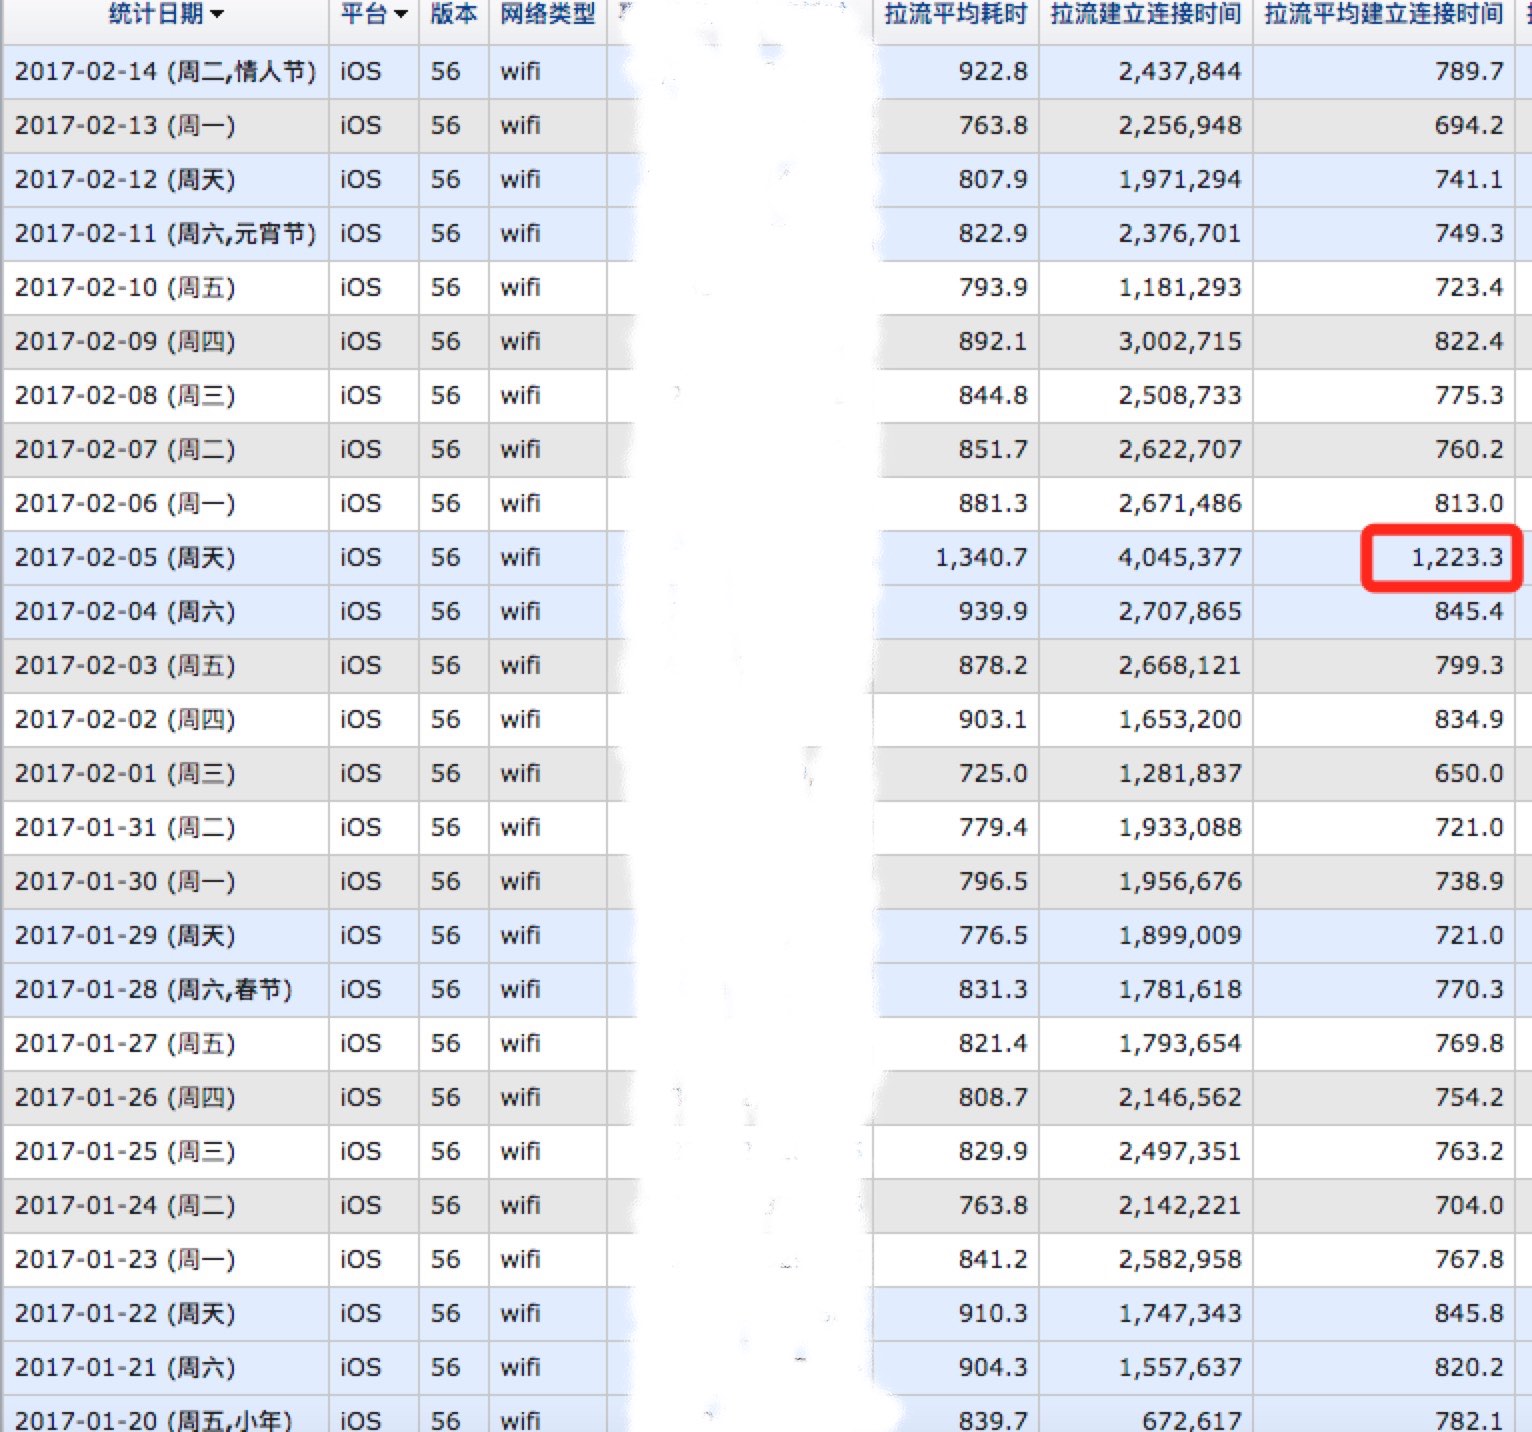 统计日期 平台 版本 网络类型 拉流平均耗时 拉流建立连接时间 拉流平均建立连接时间
2017-02-14 (周二,情人节) iOS 56 wifi 922.8 2,437,844 789.7
2017-02-13 (周一) iOS 56 wifi 763.8 2,256,948 694.2
2017-02-12 (周天) iOS 56 wifi 807.9 1,971,294 741.1
2017-02-11 (周六,元宵节) iOS 56 wifi 822.9 2,376,701 749.3
2017-02-10 (周五) iOS 56 wifi 793.9 1,181,293 723.4
2017-02-09 (周四) iOS 56 wifi 892.1 3,002,715 822.4
2017-02-08 (周三) iOS 56 wifi 844.8 2,508,733 775.3
2017-02-07 (周二) iOS 56 wifi 851.7 2,622,707 760.2
2017-02-06 (周一) iOS 56 wifi 881.3 2,671,486 813.0
2017-02-05 (周天) iOS 56 wifi 1,340.7 4,045,377 1,223.3
2017-02-04 (周六) iOS 56 wifi 939.9 2,707,865 845.4
2017-02-03 (周五) iOS 56 wifi 878.2 2,668,121 799.3
2017-02-02 (周四) iOS 56 wifi 903.1 1,653,200 834.9
2017-02-01 (周三) iOS 56 wifi 725.0 1,281,837 650.0
2017-01-31 (周二) iOS 56 wifi 779.4 1,933,088 721.0
2017-01-30 (周一) iOS 56 wifi 796.5 1,956,676 738.9
2017-01-29 (周天) iOS 56 wifi 776.5 1,899,009 721.0
2017-01-28 (周六,春节) iOS 56 wifi 831.3 1,781,618 770.3
2017-01-27 (周五) iOS 56 wifi 821.4 1,793,654 769.8
2017-01-26 (周四) iOS 56 wifi 808.7 2,146,562 754.2
2017-01-25 (周三) iOS 56 wifi 829.9 2,497,351 763.2
2017-01-24 (周二) iOS 56 wifi 763.8 2,142,221 704.0
2017-01-23 (周一) iOS 56 wifi 841.2 2,582,958 767.8
2017-01-22 (周天) iOS 56 wifi 910.3 1,747,343 845.8
2017-01-21 (周六) iOS 56 wifi 904.3 1,557,637 820.2
2017-01-20 (周五,小年) iOS 56 wifi 839.7 672,617 782.1